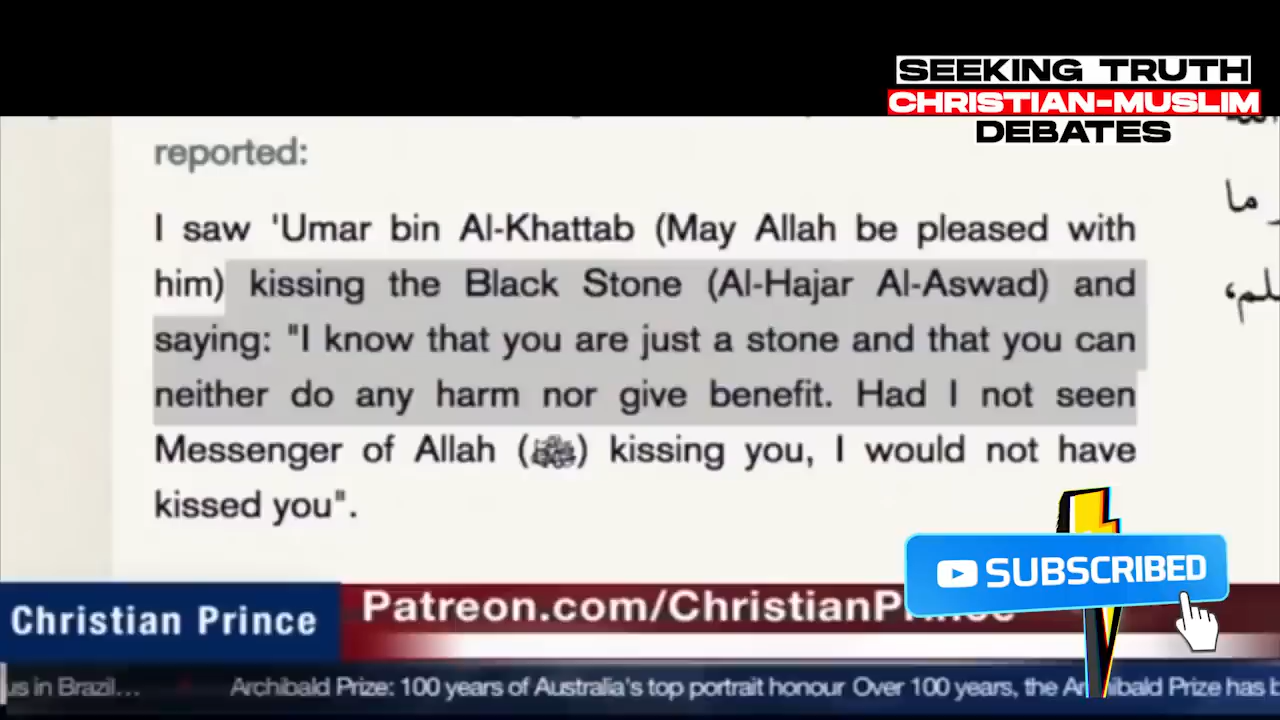 SEEKING TRUTH
CHRISTIAN-MUSLIM
DEBATES
reported:
I saw 'Umar bin Al-Khattab (May Allah be pleased with
him) kissing the Black Stone (Al-Hajar Al-Aswad) and
saying: "I know that you are just a stone and that you can
neither do any harm nor give benefit. Had I not seen
Messenger of Allah (ﷺ) kissing you, I would not have
kissed you".
ما
SUBSCRIBED
Christian Prince
Patreon.com/ChristianPrince
us in Brazil... Archibald Prize: 100 years of Australia's top portrait honour Over 100 years, the Archibald Prize has b